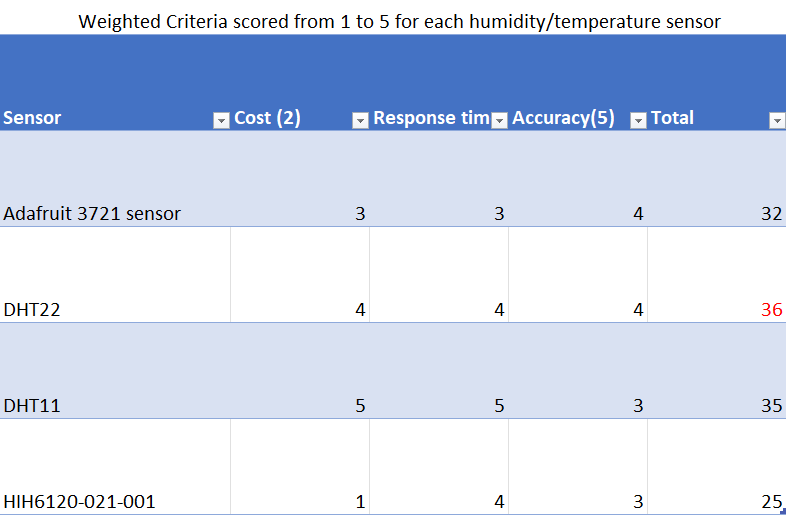 Weighted Criteria scored from 1 to 5 for each humidity/temperature sensor
Sensor Cost (2) Response tim Accuracy(5) Total
Adafruit 3721 sensor 3 3 4 32
DHT22 4 4 4 36
DHT11 5 5 3 35
HIH6120-021-001 1 4 3 25